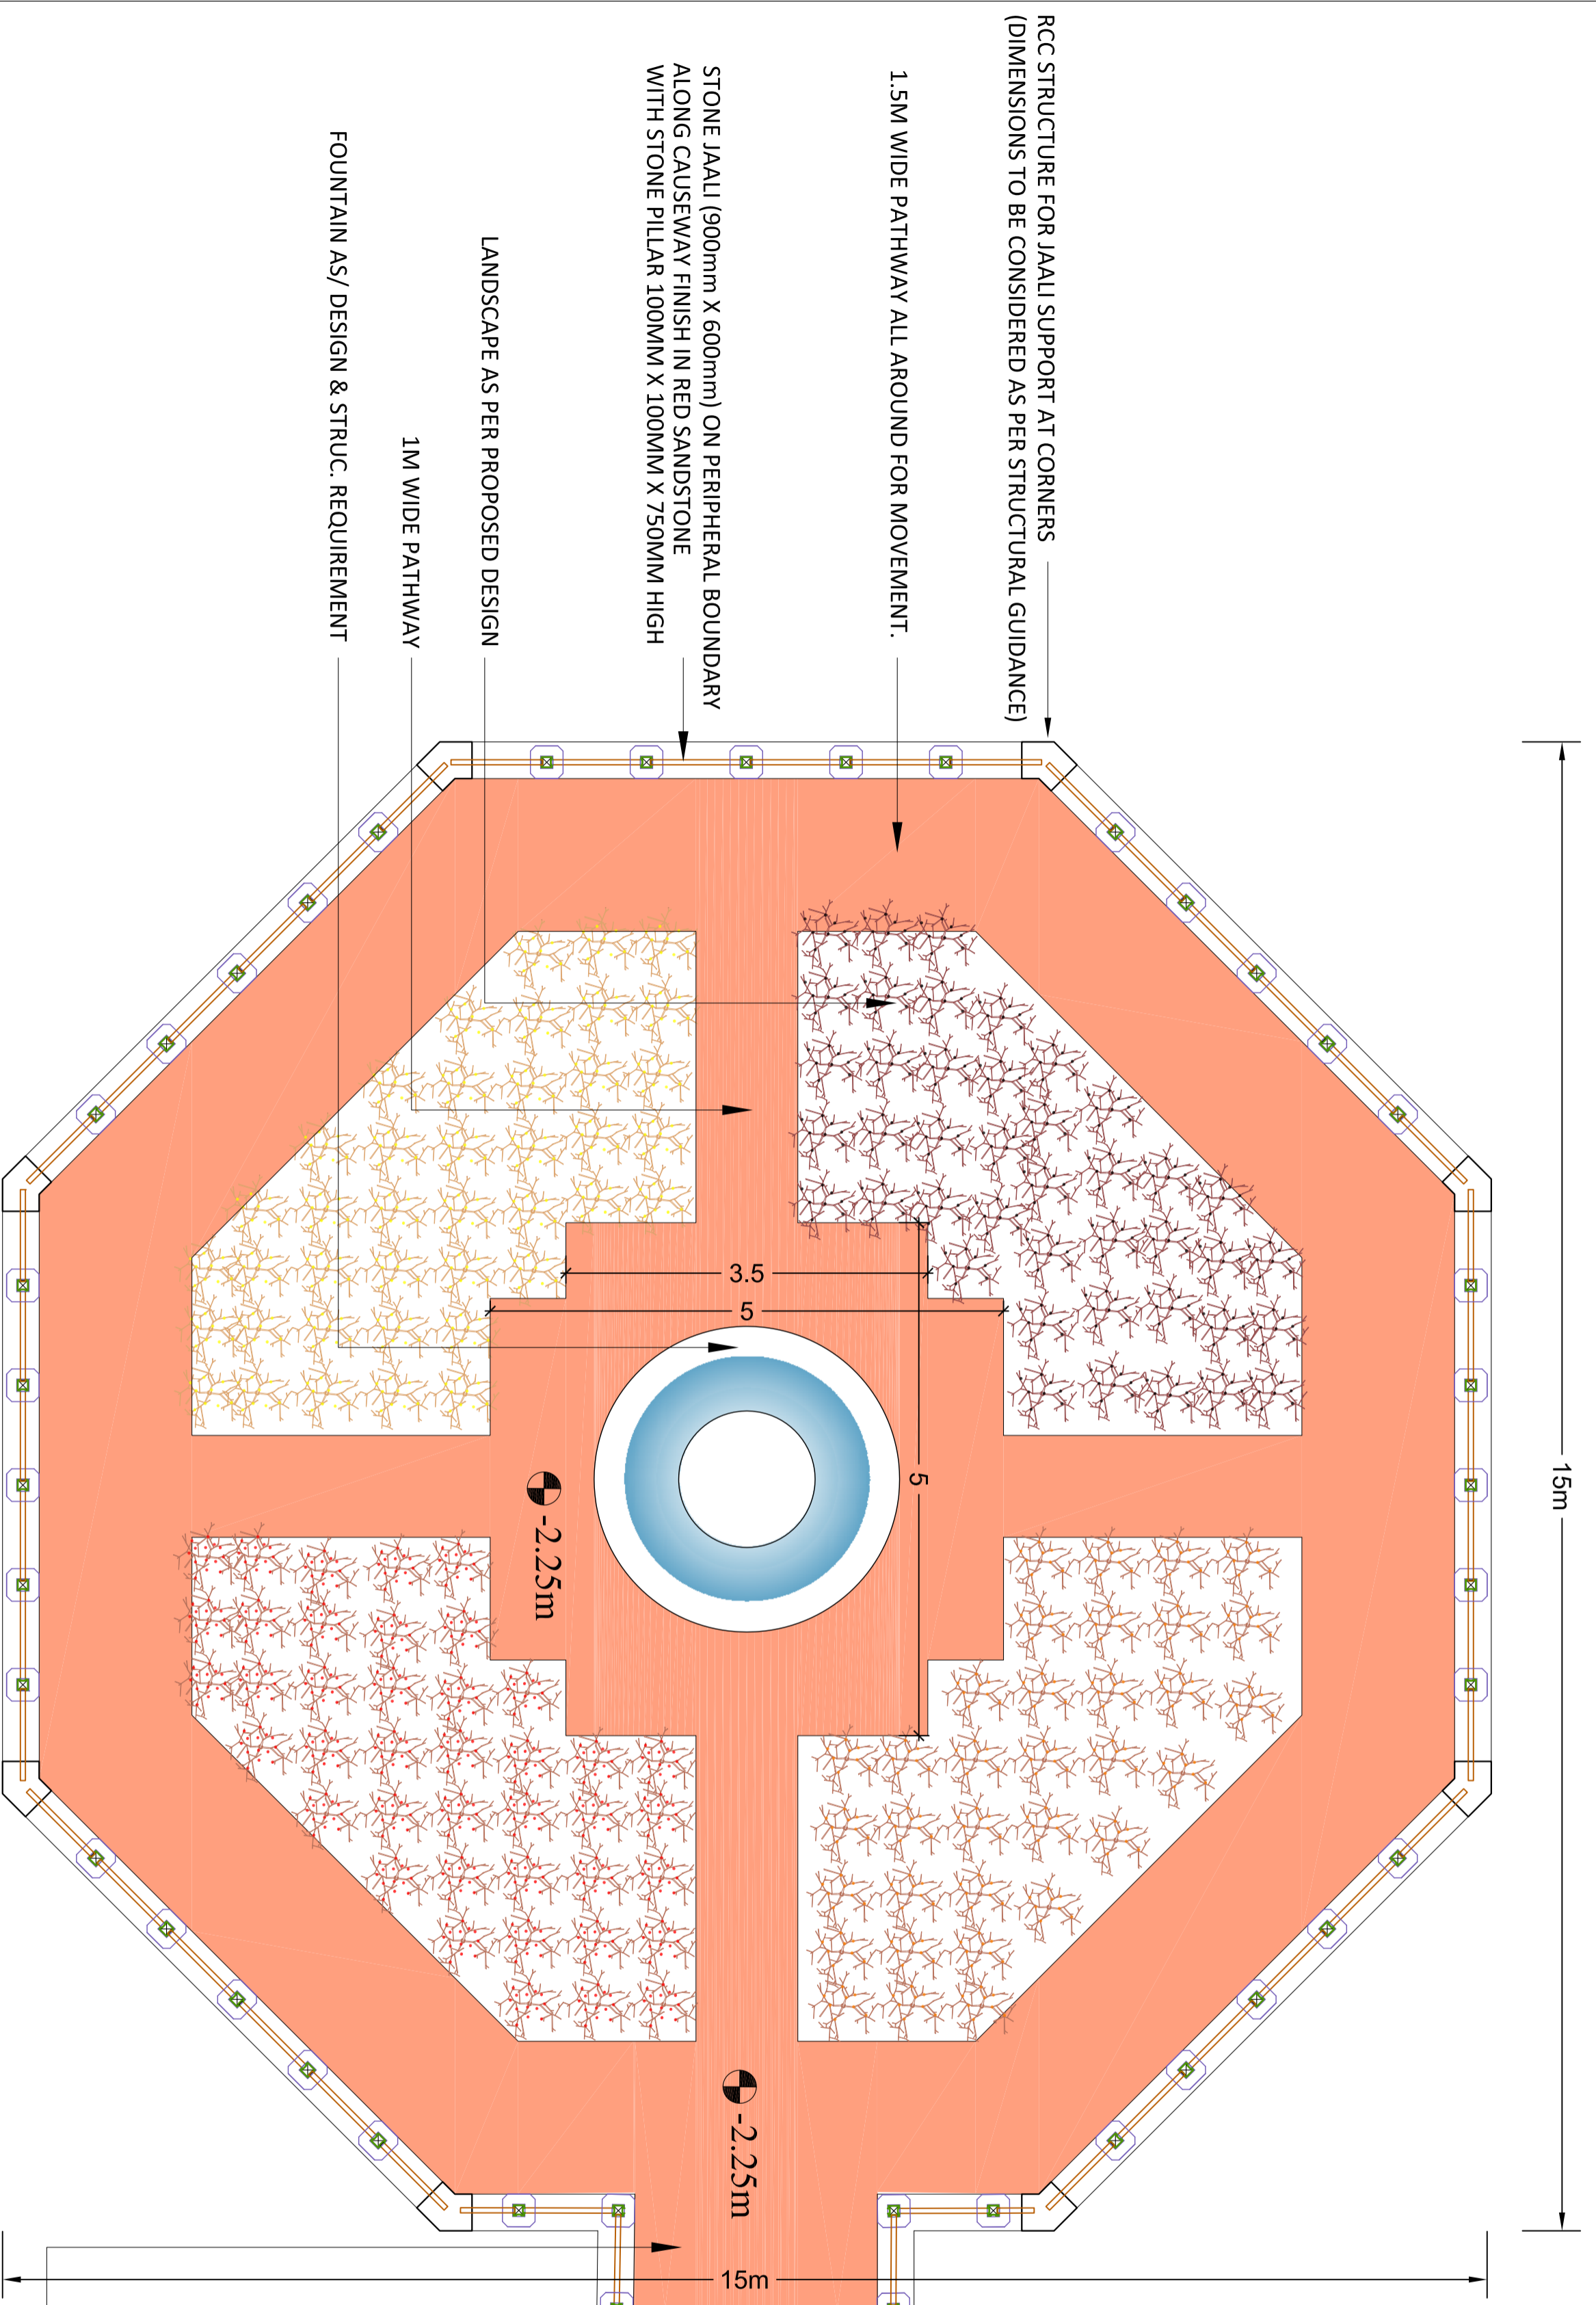 RCC STRUCTURE FOR JAALI SUPPORT AT CORNERS
(DIMENSIONS TO BE CONSIDERED AS PER STRUCTURAL GUIDANCE)
1.5M WIDE PATHWAY ALL AROUND FOR MOVEMENT.
STONE JAALI (900mm X 600mm) ON PERIPHERAL BOUNDARY
ALONG CAUSEWAY FINISH IN RED SANDSTONE
WITH STONE PILLAR 100MM X 100MM X 750MM HIGH
LANDSCAPE AS PER PROPOSED DESIGN
1M WIDE PATHWAY
FOUNTAIN AS/ DESIGN & STRUC. REQUIREMENT
15m
3.5
5
5
-2.25m
-2.25m
15m